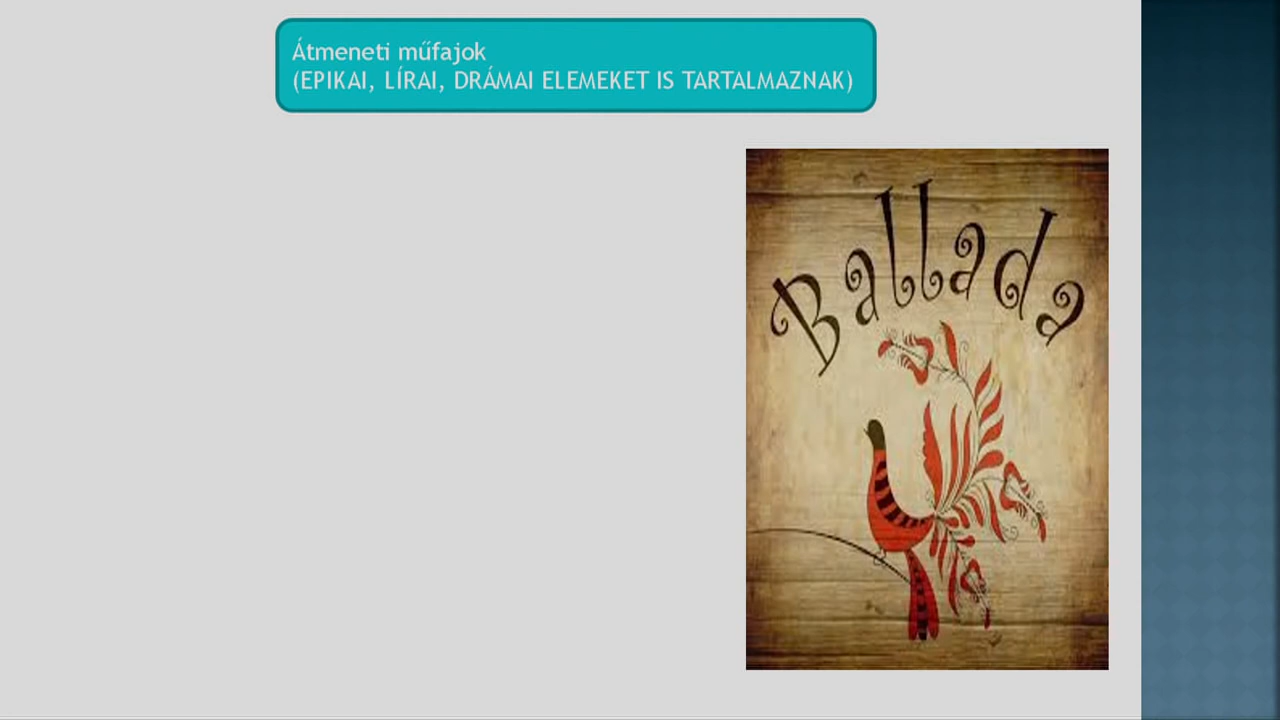 Átmeneti műfajok
(EPIKAI, LÍRAI, DRÁMAI ELEMEKET IS TARTALMAZNAK)
Ballada